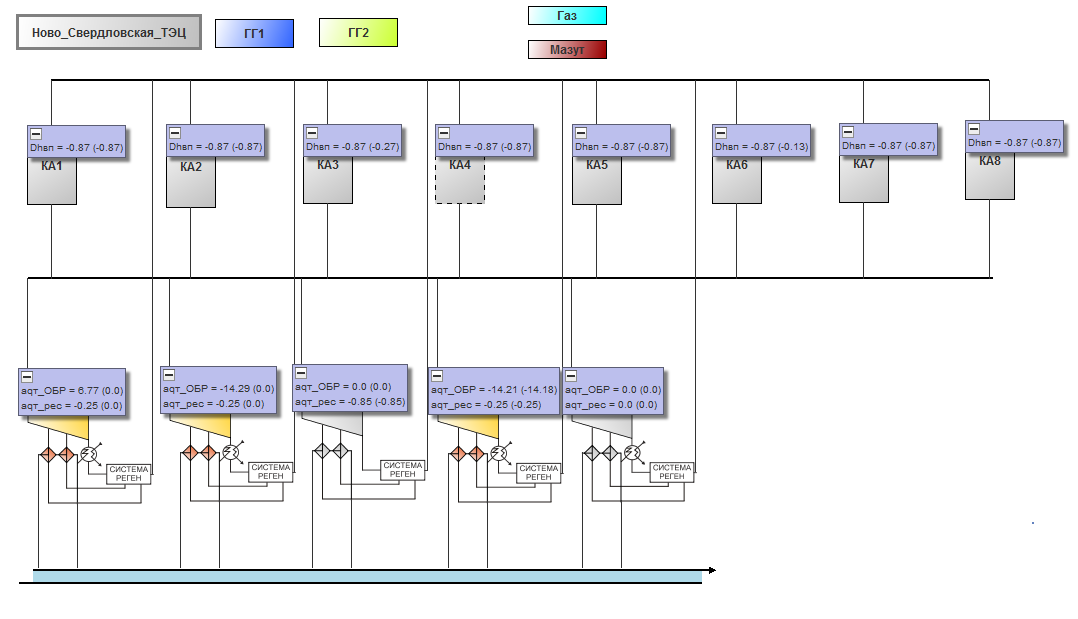 Ново_Свердловская_ТЭЦ
ГГ1
ГГ2
Газ
Мазут
Dhвп = -0.87 (-0.87)
КА1
Dhвп = -0.87 (-0.87)
КА2
Dhвп = -0.87 (-0.27)
КА3
Dhвп = -0.87 (-0.87)
КА4
Dhвп = -0.87 (-0.87)
КА5
Dhвп = -0.87 (-0.13)
КА6
Dhвп = -0.87 (-0.87)
КА7
Dhвп = -0.87 (-0.87)
КА8
aqт_ОБР = 6.77 (0.0)
aqт_рес = -0.25 (0.0)
СИСТЕМА
РЕГЕН
aqт_ОБР = -14.29 (0.0)
aqт_рес = -0.25 (0.0)
СИСТЕМА
РЕГЕН
aqт_ОБР = 0.0 (0.0)
aqт_рес = -0.85 (-0.85)
СИСТЕМА
РЕГЕН
aqт_ОБР = -14.21 (-14.18)
aqт_рес = -0.25 (-0.25)
СИСТЕМА
РЕГЕН
aqт_ОБР = 0.0 (0.0)
aqт_рес = 0.0 (0.0)
СИСТЕМА
РЕГЕН